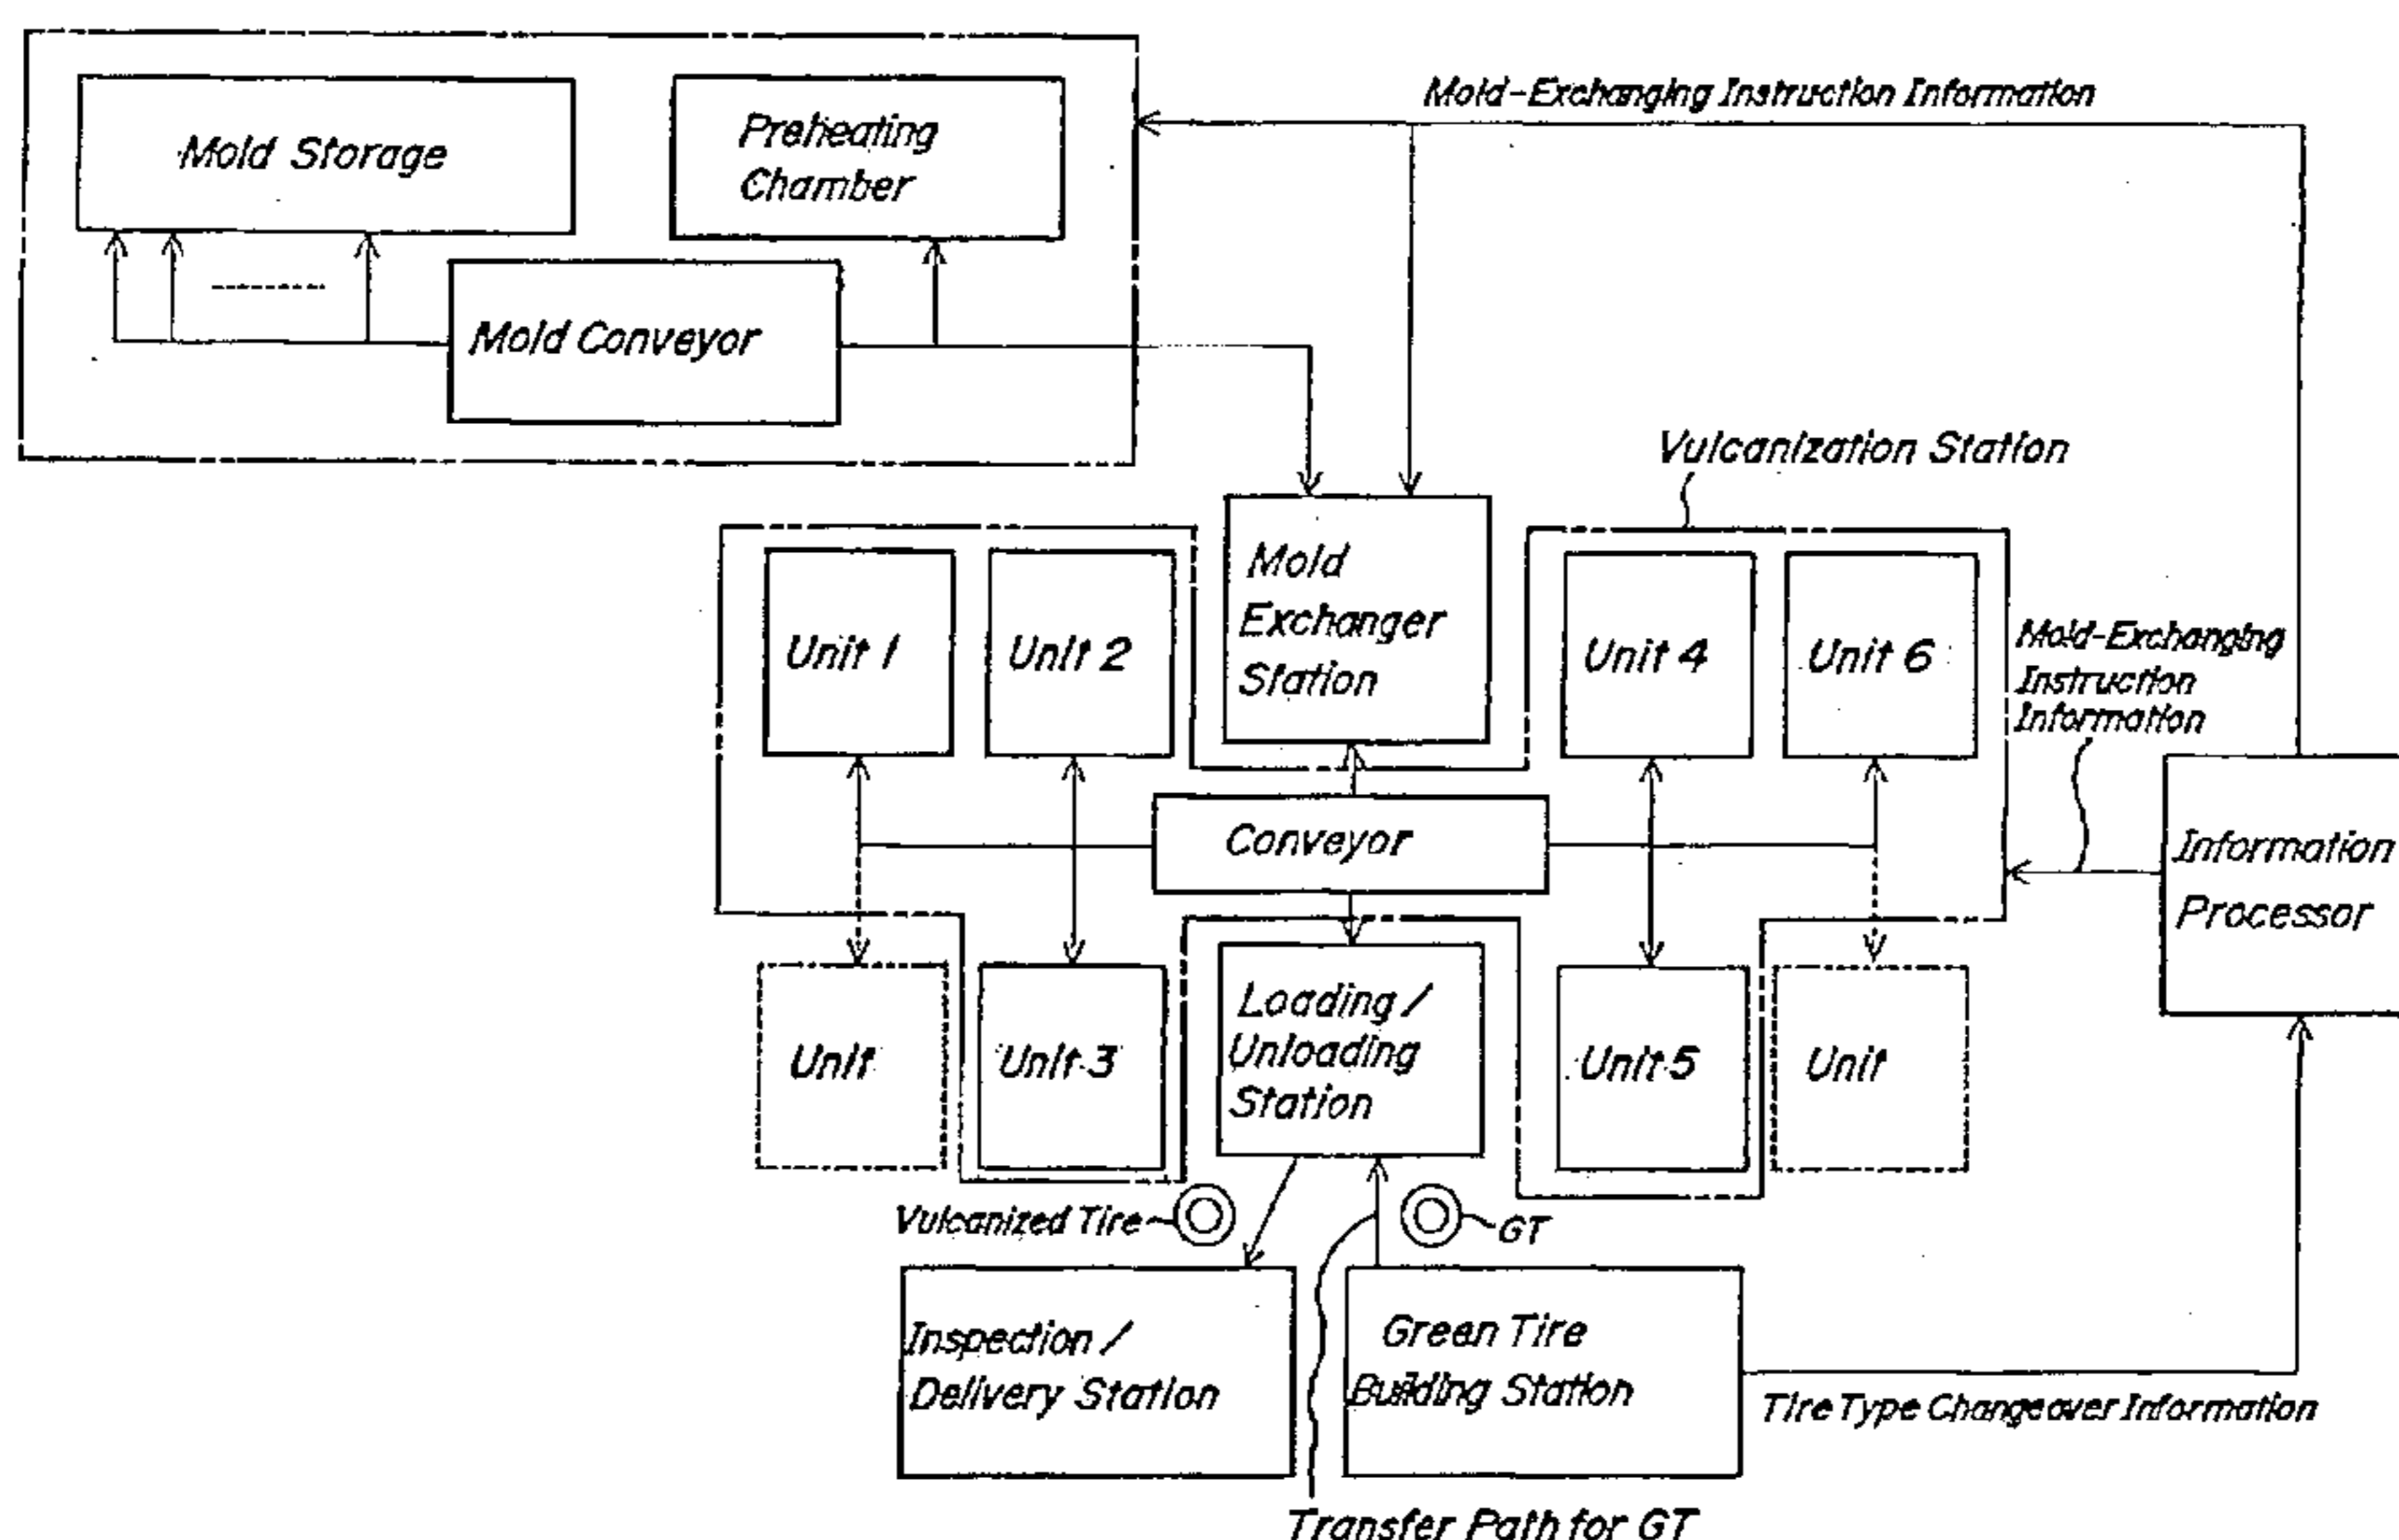 Mold-Exchanging Instruction Information
Mold Storage
Preheating
Chamber
Mold Conveyor
Vulcanization Station
Mold
Exchanger
Station
Unit 1
Unit 2
Unit 4
Unit 6
Mold-Exchanging
Instruction
Information
Conveyor
Information
Processor
Loading /
Unloading
Station
Unit
Unit 3
Unit 5
Unit
Vulcanized Tire
GT
Inspection /
Delivery Station
Green Tire
Building Station
Tire Type Changeover Information
Transfer Path for GT